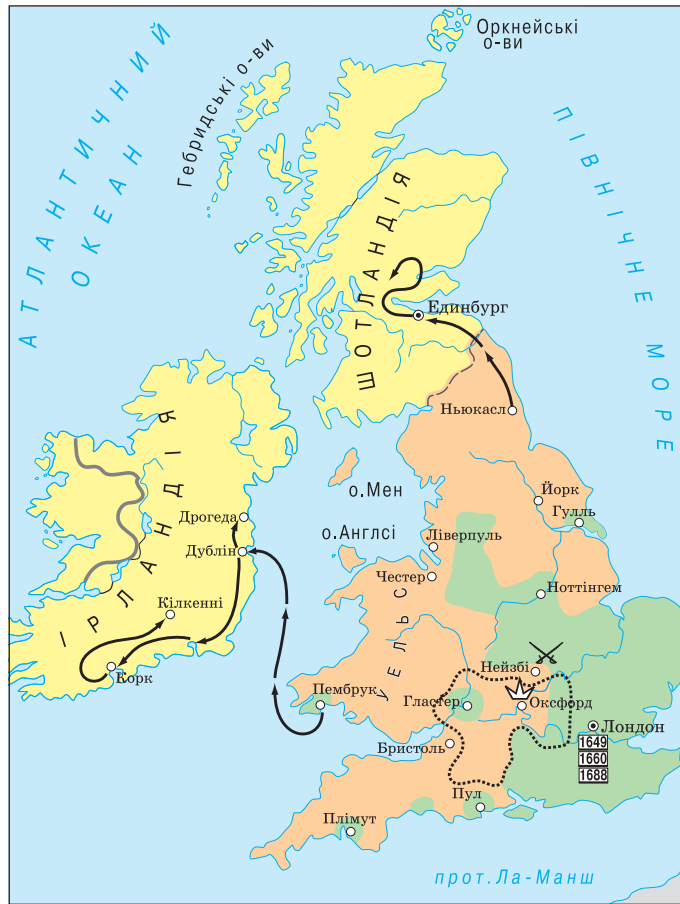 Оркнейські
о-ви
АТЛАНТИЧНИЙ
ОКЕАН
Гебридські о-ви
ПІВНІЧНЕ МОРЕ
ШОТЛАНДІЯ
Единбург
Ньюкасл
о.Мен
Йорк
Гулль
ІРЛАНДІЯ
Дрогеда
о.Англсі
Ліверпуль
Дублін
Честер
Ноттінгем
Кілкенні
УЕЛЬС
Нейзбі
Корк
Пембрук
Гластер
Оксфорд
Лондон
1649
1660
1688
Бристоль
Пул
Плімут
прот.Ла-Манш